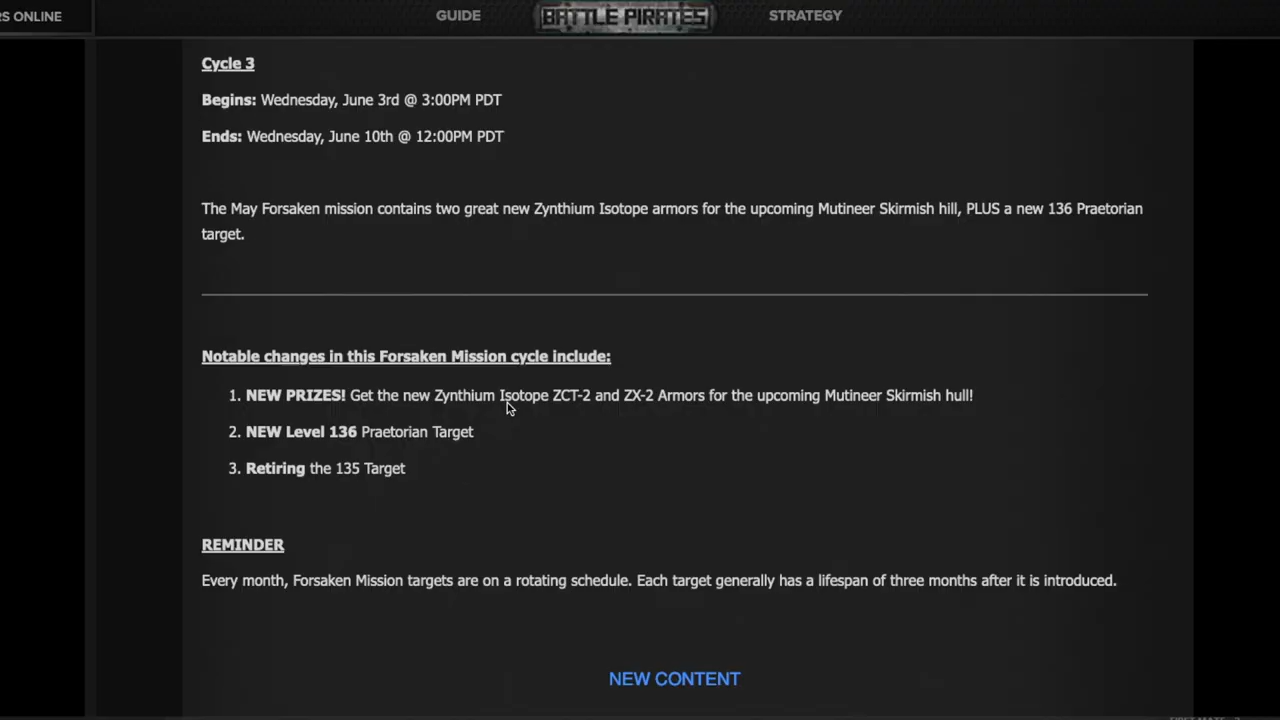 RS ONLINE
GUIDE
BATTLE PIRATES
STRATEGY
Cycle 3
Begins: Wednesday, June 3rd @ 3:00PM PDT
Ends: Wednesday, June 10th @ 12:00PM PDT
The May Forsaken mission contains two great new Zynthium Isotope armors for the upcoming Mutineer Skirmish hill, PLUS a new 136 Praetorian
target.
Notable changes in this Forsaken Mission cycle include:
1. NEW PRIZES! Get the new Zynthium Isotope ZCT-2 and ZX-2 Armors for the upcoming Mutineer Skirmish hull!
2. NEW Level 136 Praetorian Target
3. Retiring the 135 Target
REMINDER
Every month, Forsaken Mission targets are on a rotating schedule. Each target generally has a lifespan of three months after it is introduced.
NEW CONTENT